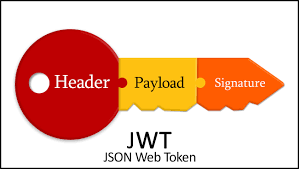 Header Payload Signature
JWT
JSON Web Token